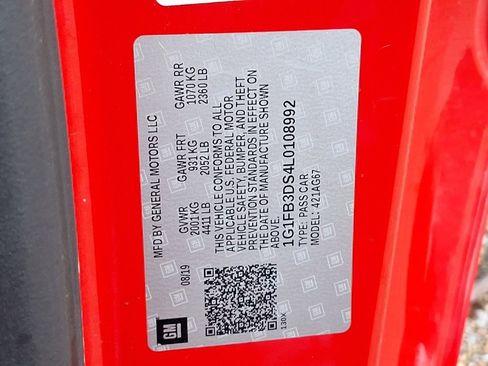 GM
MFD BY GENERAL MOTORS LLC
08/19 GVWR GAWR FRT GAWR RR
2001 KG 931 KG 1070 KG
4411 LB 2052 LB 2360 LB
THIS VEHICLE CONFORMS TO ALL
APPLICABLE U.S. FEDERAL MOTOR
VEHICLE SAFETY, BUMPER, AND THEFT
PREVENTION STANDARDS IN EFFECT ON
THE DATE OF MANUFACTURE SHOWN
ABOVE.
1G1FB3DS4L0108992
TYPE: PASS CAR
MODEL: 421AG67
130X